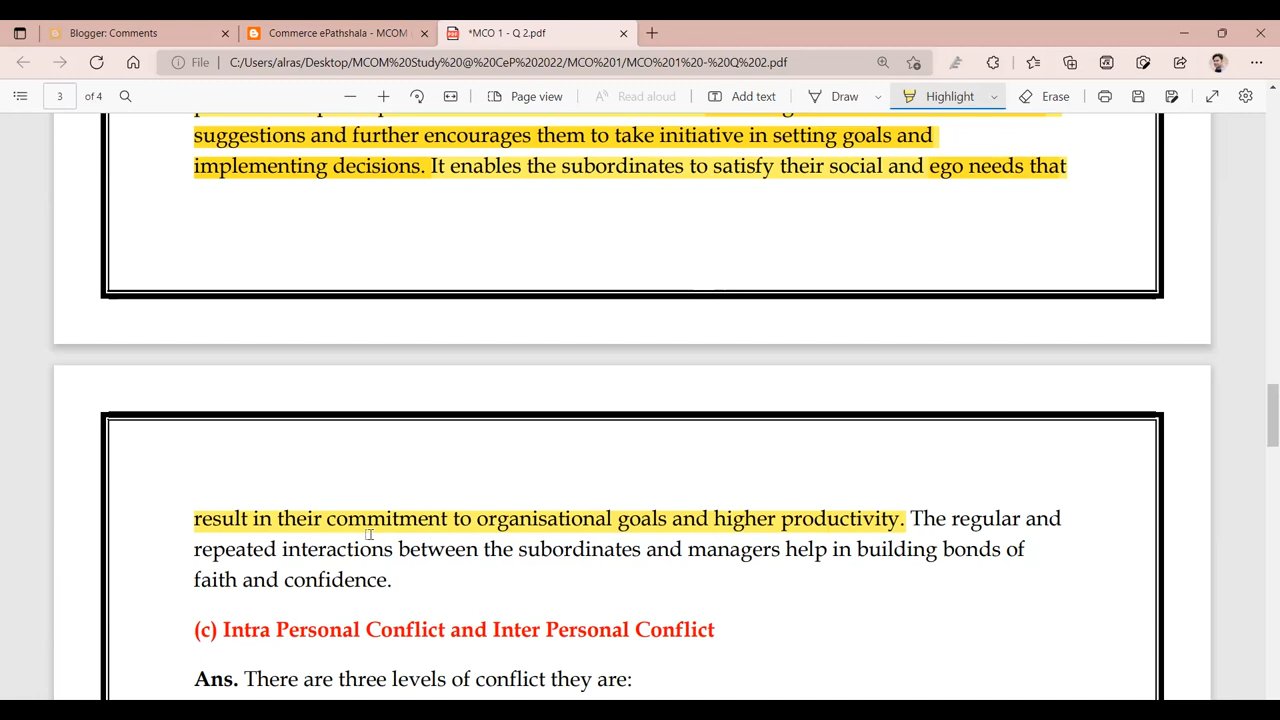 Blogger: Comments
Commerce ePathshala - MCOM
*MCO 1 - Q 2.pdf
File
C:/Users/alras/Desktop/MCOM%20Study%20@%20CeP%20%202022/MCO%201/MCO%201%20-%20Q%202.pdf
3 of 4
Page view
Read aloud
Add text
Draw
Highlight
Erase
suggestions and further encourages them to take initiative in setting goals and
implementing decisions. It enables the subordinates to satisfy their social and ego needs that
result in their commitment to organisational goals and higher productivity. The regular and
repeated interactions between the subordinates and managers help in building bonds of
faith and confidence.
(c) Intra Personal Conflict and Inter Personal Conflict
Ans. There are three levels of conflict they are: